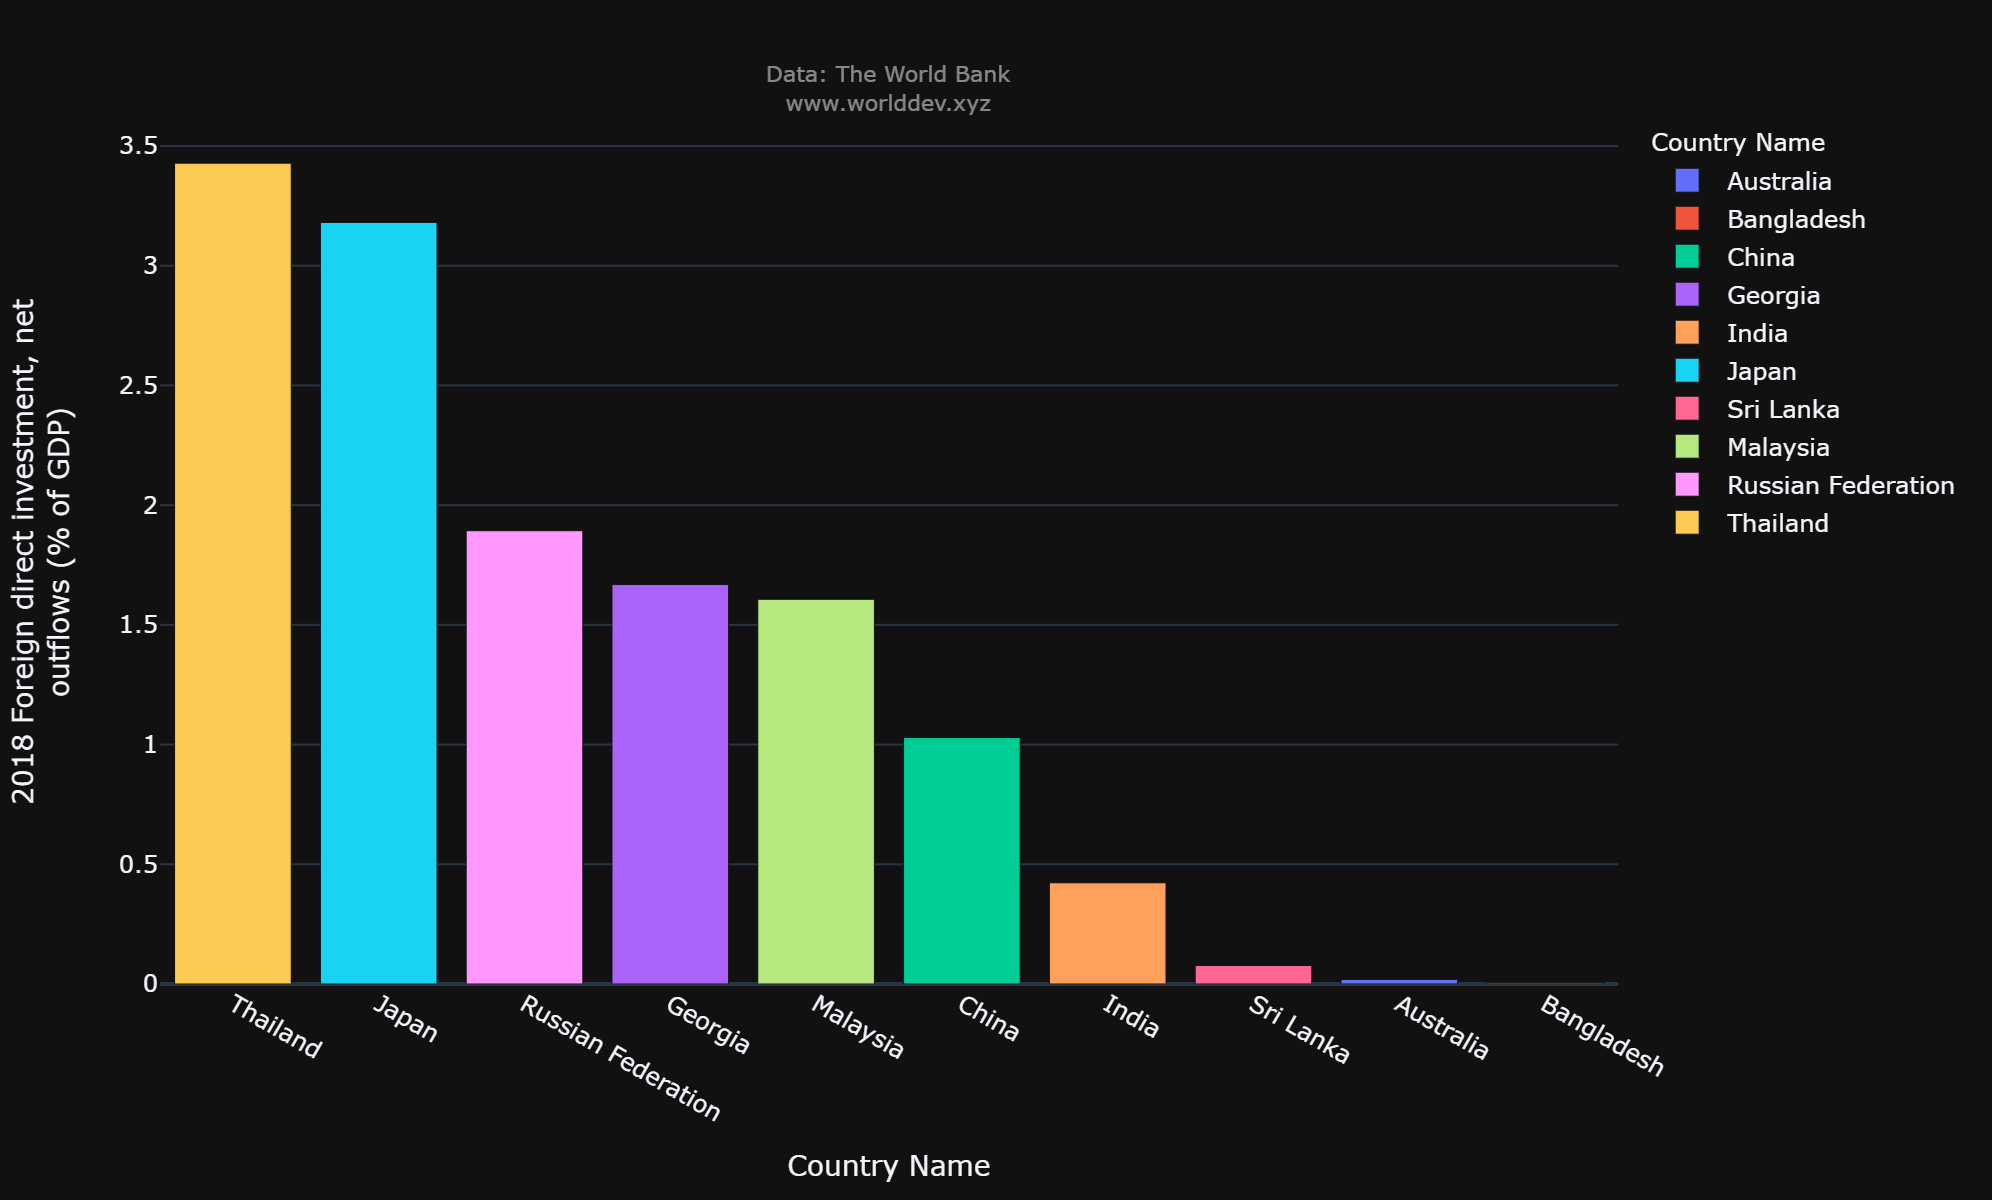 Data: The World Bank
www.worlddev.xyz
2018 Foreign direct investment, net
outflows (% of GDP)
3.5
3
2.5
2
1.5
1
0.5
0
Thailand
Japan
Russian Federation
Georgia
Malaysia
China
India
Sri Lanka
Australia
Bangladesh
Country Name
Country Name
Australia
Bangladesh
China
Georgia
India
Japan
Sri Lanka
Malaysia
Russian Federation
Thailand